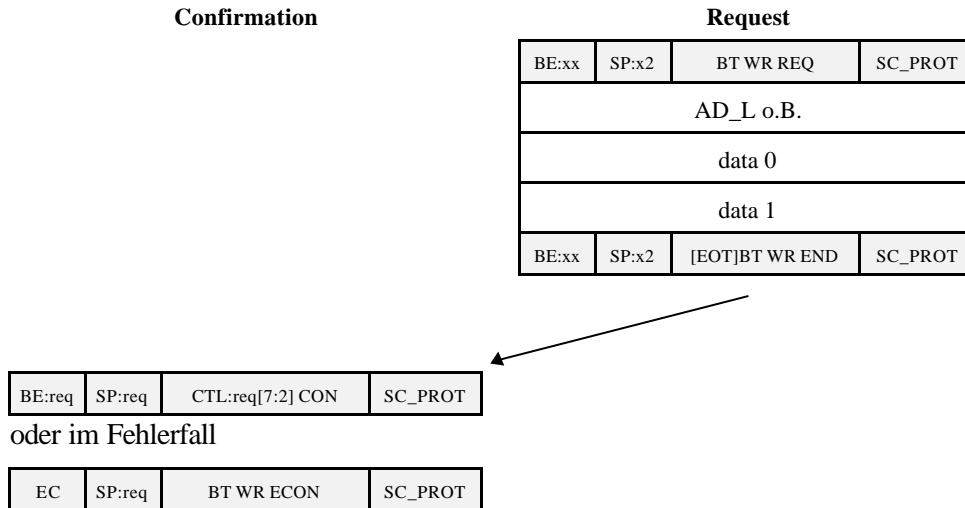 Confirmation Request
BE:xx SP:x2 BT WR REQ SC_PROT
AD_L o.B.
data 0
data 1
BE:xx SP:x2 [EOT]BT WR END SC_PROT
BE:req SP:req CTL:req[7:2] CON SC_PROT
oder im Fehlerfall
EC SP:req BT WR ECON SC_PROT